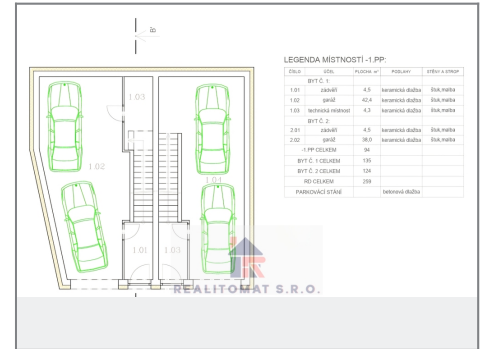 LEGENDA MÍSTNOSTÍ -1.PP:
ČÍSLO ÚČEL PLOCHA m² PODLAHY STĚNY A STROP
BYT Č. 1:
1.01 zádveří 4,5 keramická dlažba štuk,malba
1.02 garáž 42,4 keramická dlažba štuk,malba
1.03 technická místnost 4,3 keramická dlažba štuk,malba
BYT Č. 2:
2.01 zádveří 4,5 keramická dlažba štuk,malba
2.02 garáž 38,0 keramická dlažba štuk,malba
-1.PP CELKEM 94
BYT Č. 1 CELKEM 135
BYT Č. 2 CELKEM 124
RD CELKEM 259
PARKOVACÍ STÁNÍ betonová dlažba
1.03
1.02
1.04
1.01 1.03
REALITOMAT S.R.O.